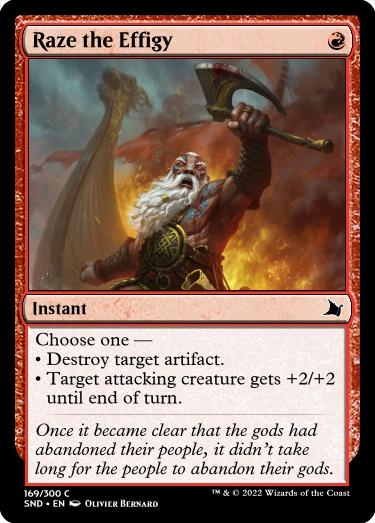 Raze the Effigy
Instant
Choose one —
• Destroy target artifact.
• Target attacking creature gets +2/+2
until end of turn.
Once it became clear that the gods had
abandoned their people, it didn't take
long for the people to abandon their gods.
169/300 C
SND • EN Olivier Bernard
™ & © 2022 Wizards of the Coast